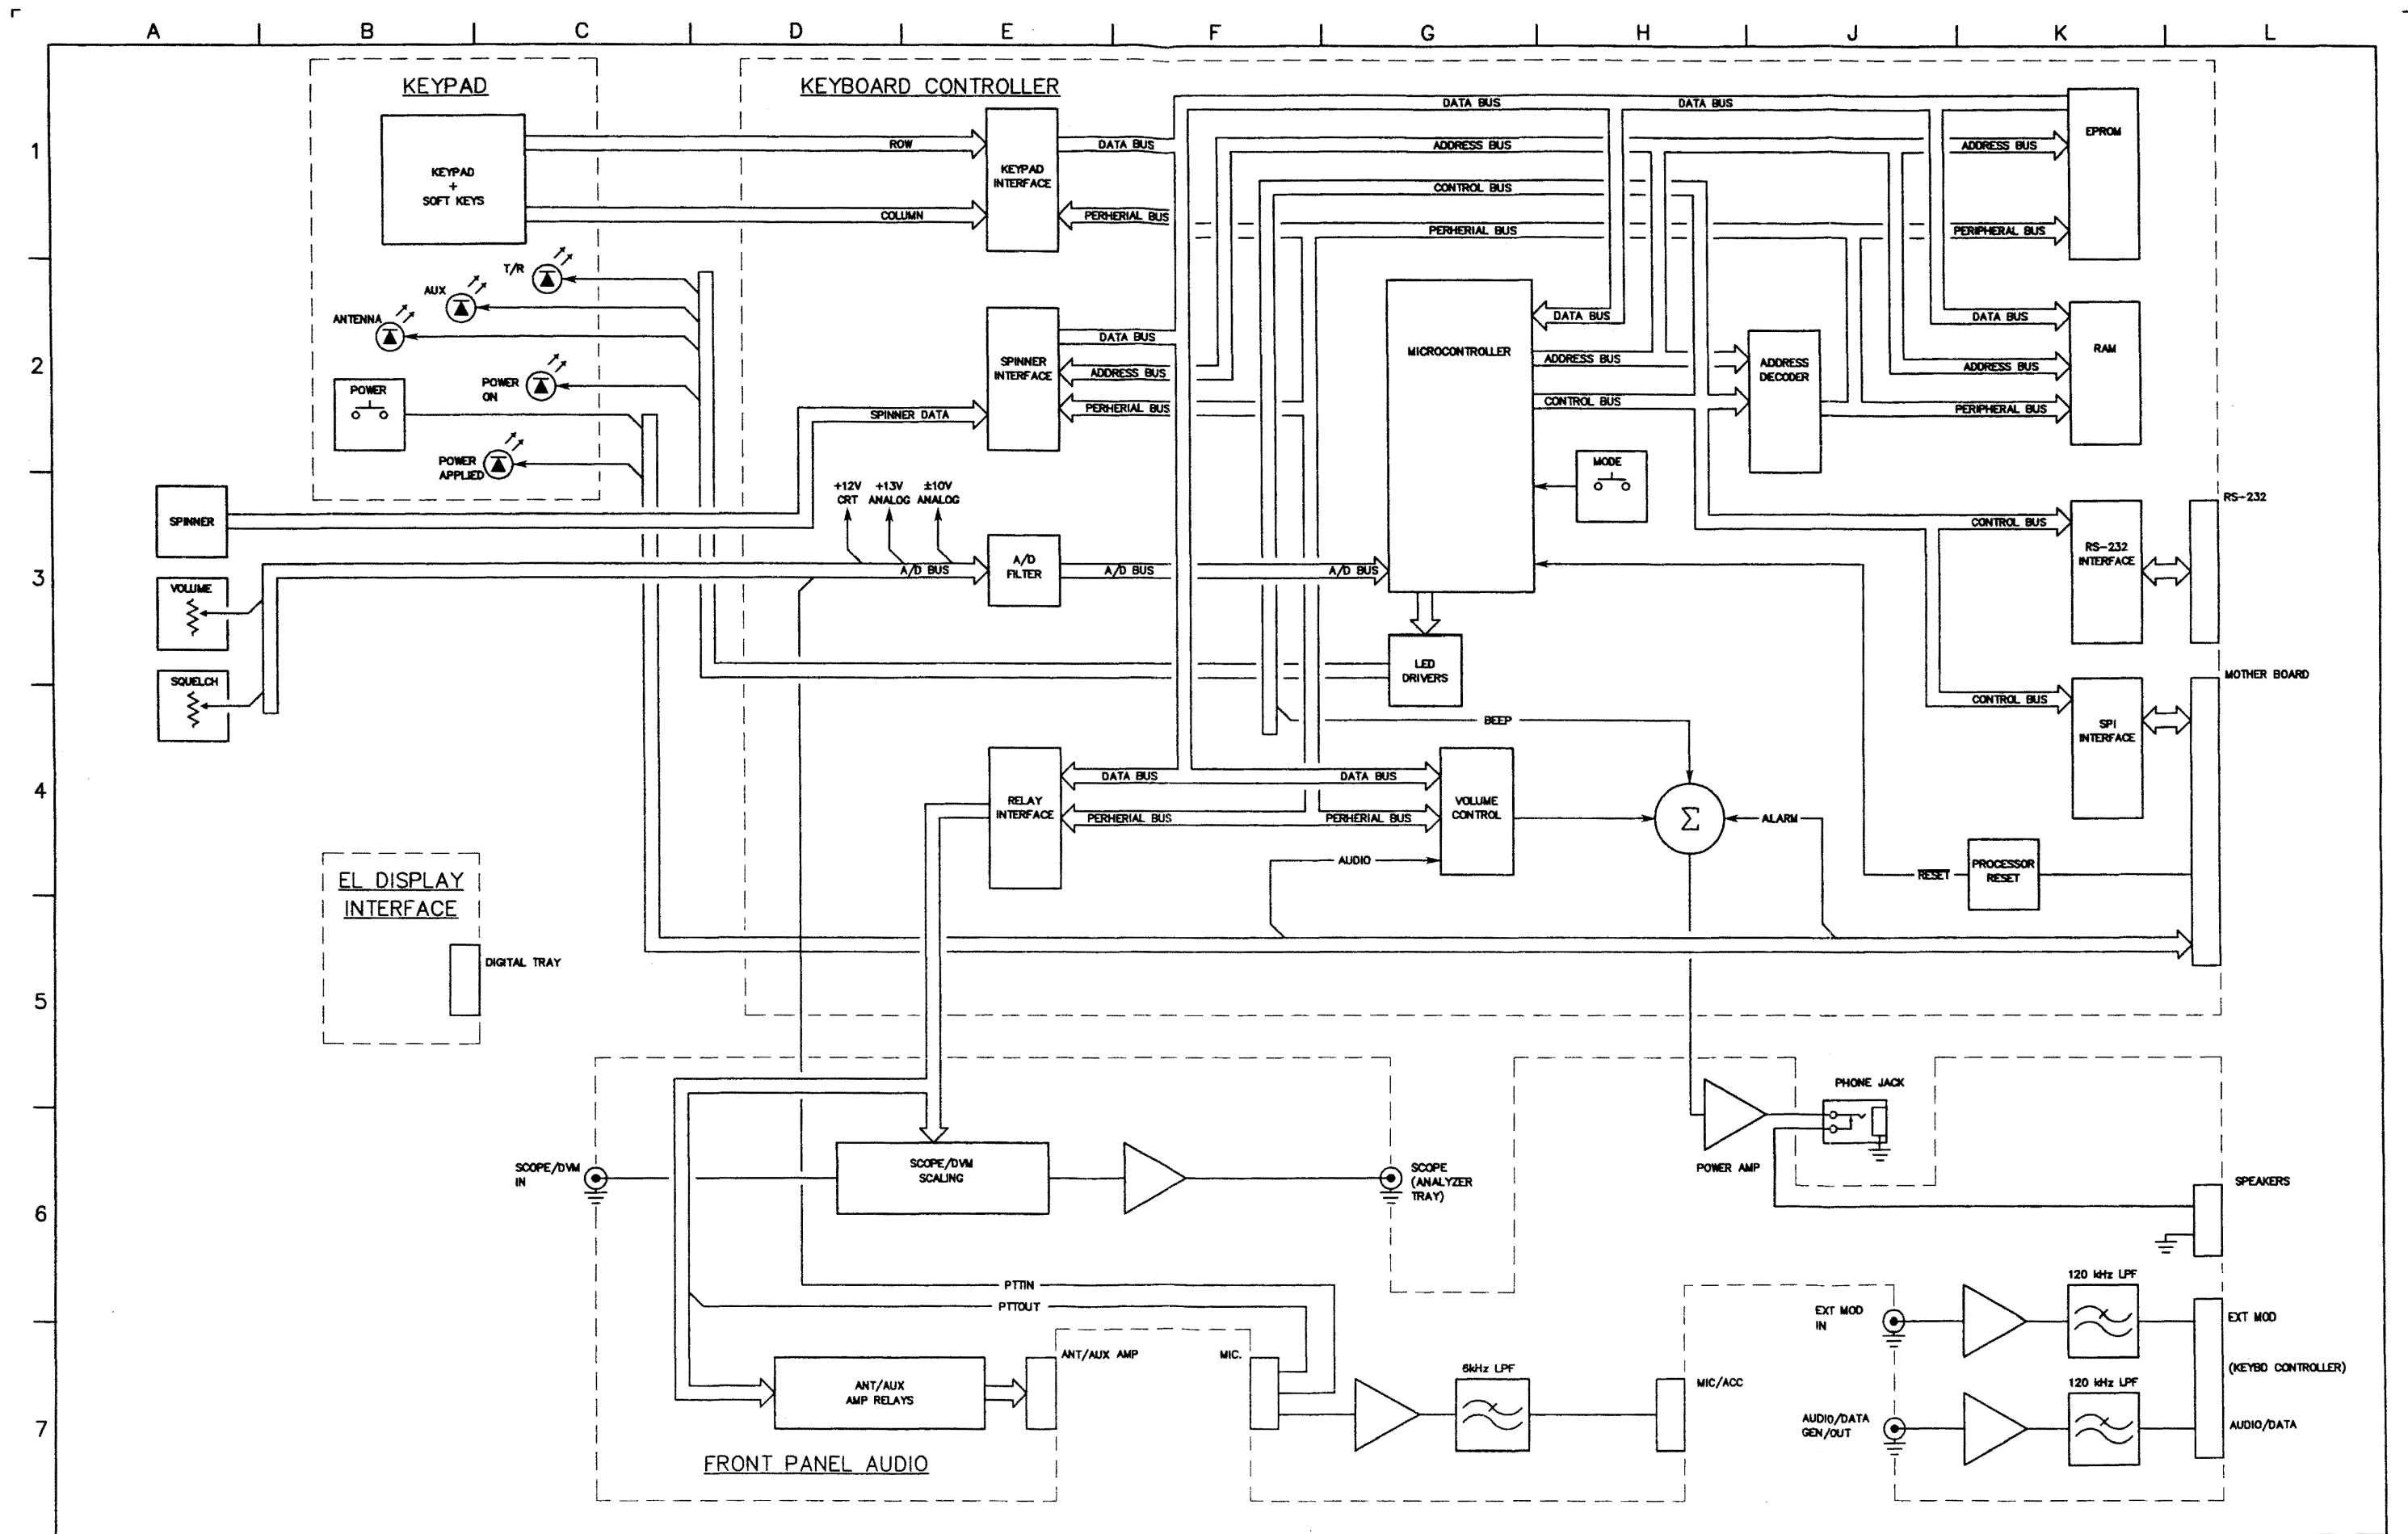 A B C D E F G H J K L
1
2
3
4
5
6
7
KEYPAD
KEYPAD
+
SOFT KEYS
T/R
AUX
ANTENNA
POWER
POWER
ON
POWER
APPLIED
SPINNER
VOLUME
SQUELCH
KEYBOARD CONTROLLER
ROW
COLUMN
KEYPAD
INTERFACE
DATA BUS
PERHERIAL BUS
DATA BUS
DATA BUS
ADDRESS BUS
ADDRESS BUS
CONTROL BUS
PERHERIAL BUS
PERIPHERAL BUS
EPROM
SPINNER
INTERFACE
DATA BUS
ADDRESS BUS
PERHERIAL BUS
SPINNER DATA
MICROCONTROLLER
DATA BUS
ADDRESS BUS
CONTROL BUS
ADDRESS
DECODER
DATA BUS
ADDRESS BUS
PERIPHERAL BUS
RAM
MODE
+12V
CRT
+13V
ANALOG
±10V
ANALOG
A/D BUS
A/D
FILTER
A/D BUS
A/D BUS
CONTROL BUS
RS-232
INTERFACE
RS-232
LED
DRIVERS
MOTHER BOARD
CONTROL BUS
SPI
INTERFACE
BEEP
RELAY
INTERFACE
DATA BUS
DATA BUS
PERHERIAL BUS
PERHERIAL BUS
VOLUME
CONTROL
AUDIO
Σ
ALARM
RESET
PROCESSOR
RESET
EL DISPLAY
INTERFACE
DIGITAL TRAY
SCOPE/DVM
IN
SCOPE/DVM
SCALING
SCOPE
(ANALYZER
TRAY)
POWER AMP
PHONE JACK
SPEAKERS
PTTIN
PTTOUT
ANT/AUX
AMP RELAYS
ANT/AUX AMP
MIC.
6kHz LPF
MIC/ACC
EXT MOD
IN
120 kHz LPF
EXT MOD
(KEYBD CONTROLLER)
AUDIO/DATA
GEN/OUT
120 kHz LPF
AUDIO/DATA
FRONT PANEL AUDIO